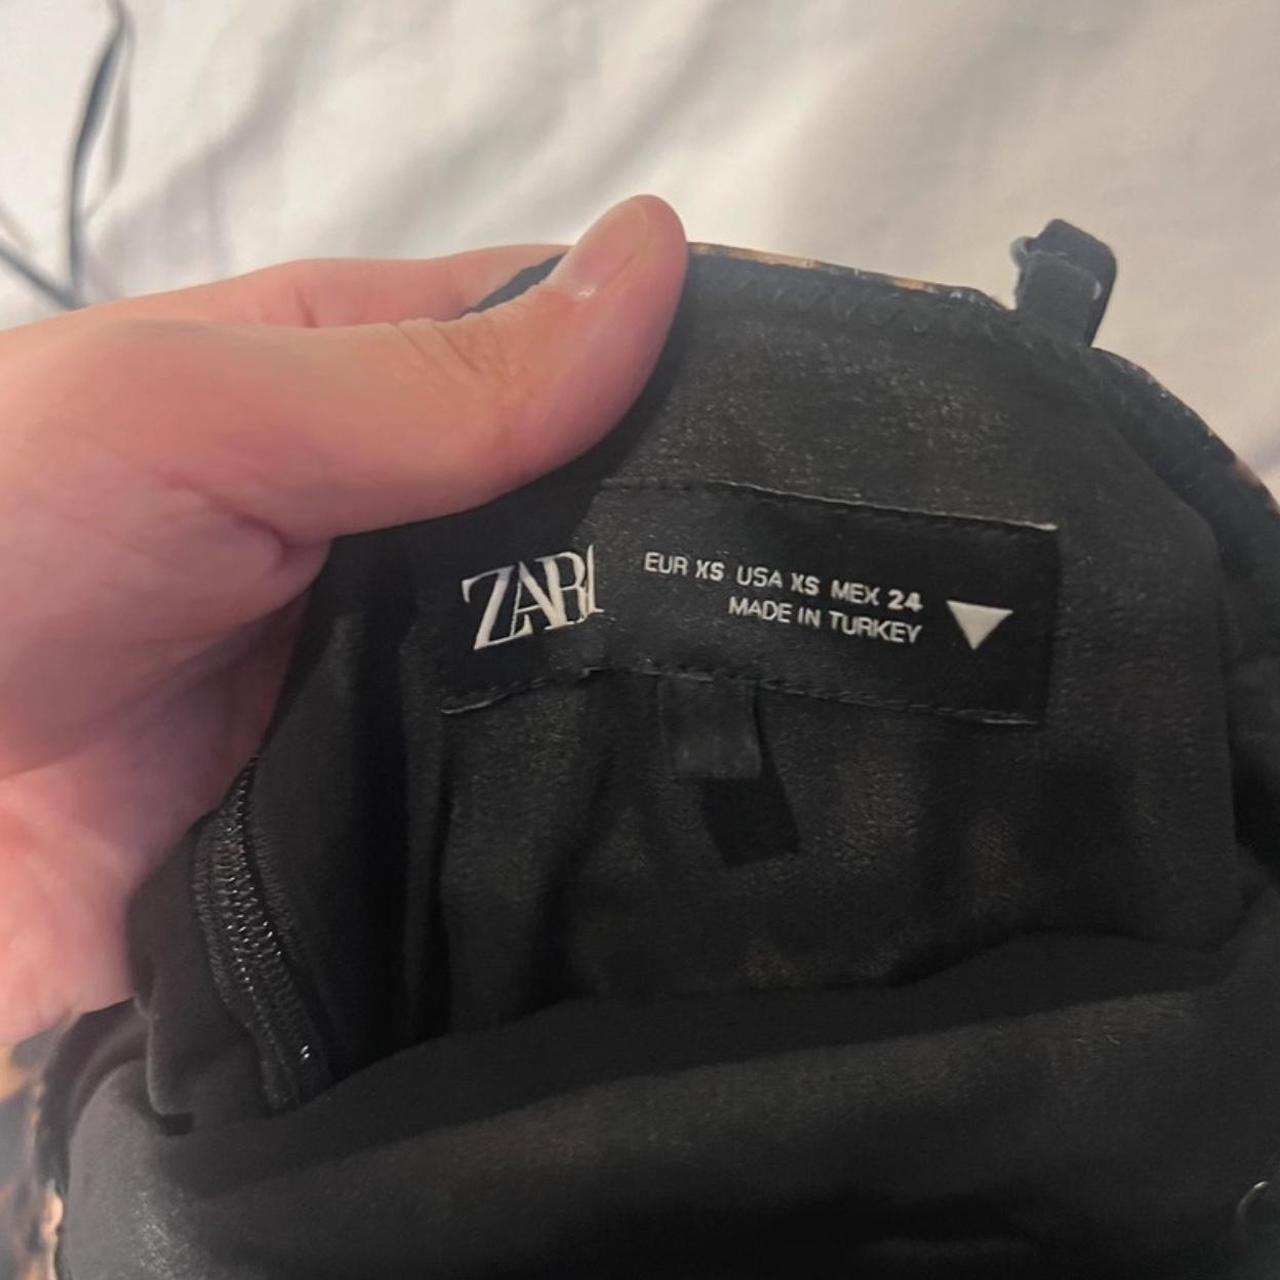 ZARA
EUR XS USA XS MEX 24
MADE IN TURKEY